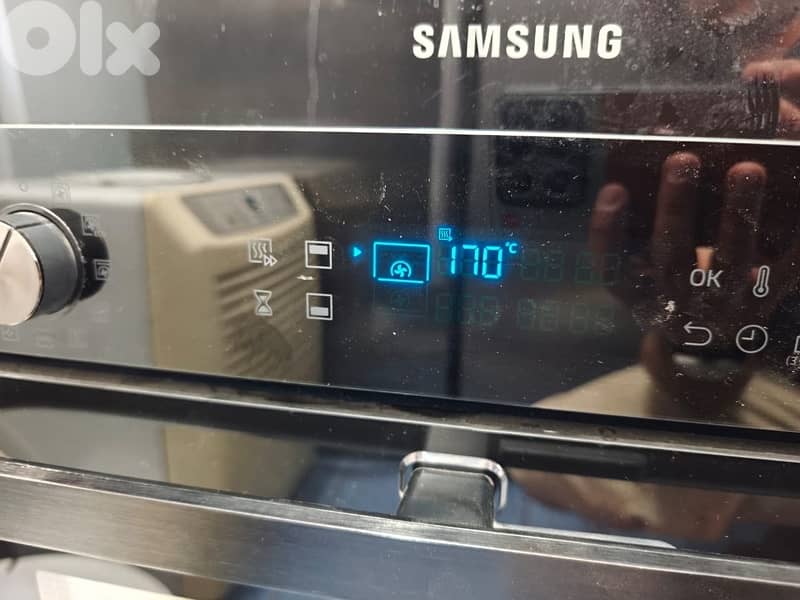 Olx
SAMSUNG
170 °C
OK